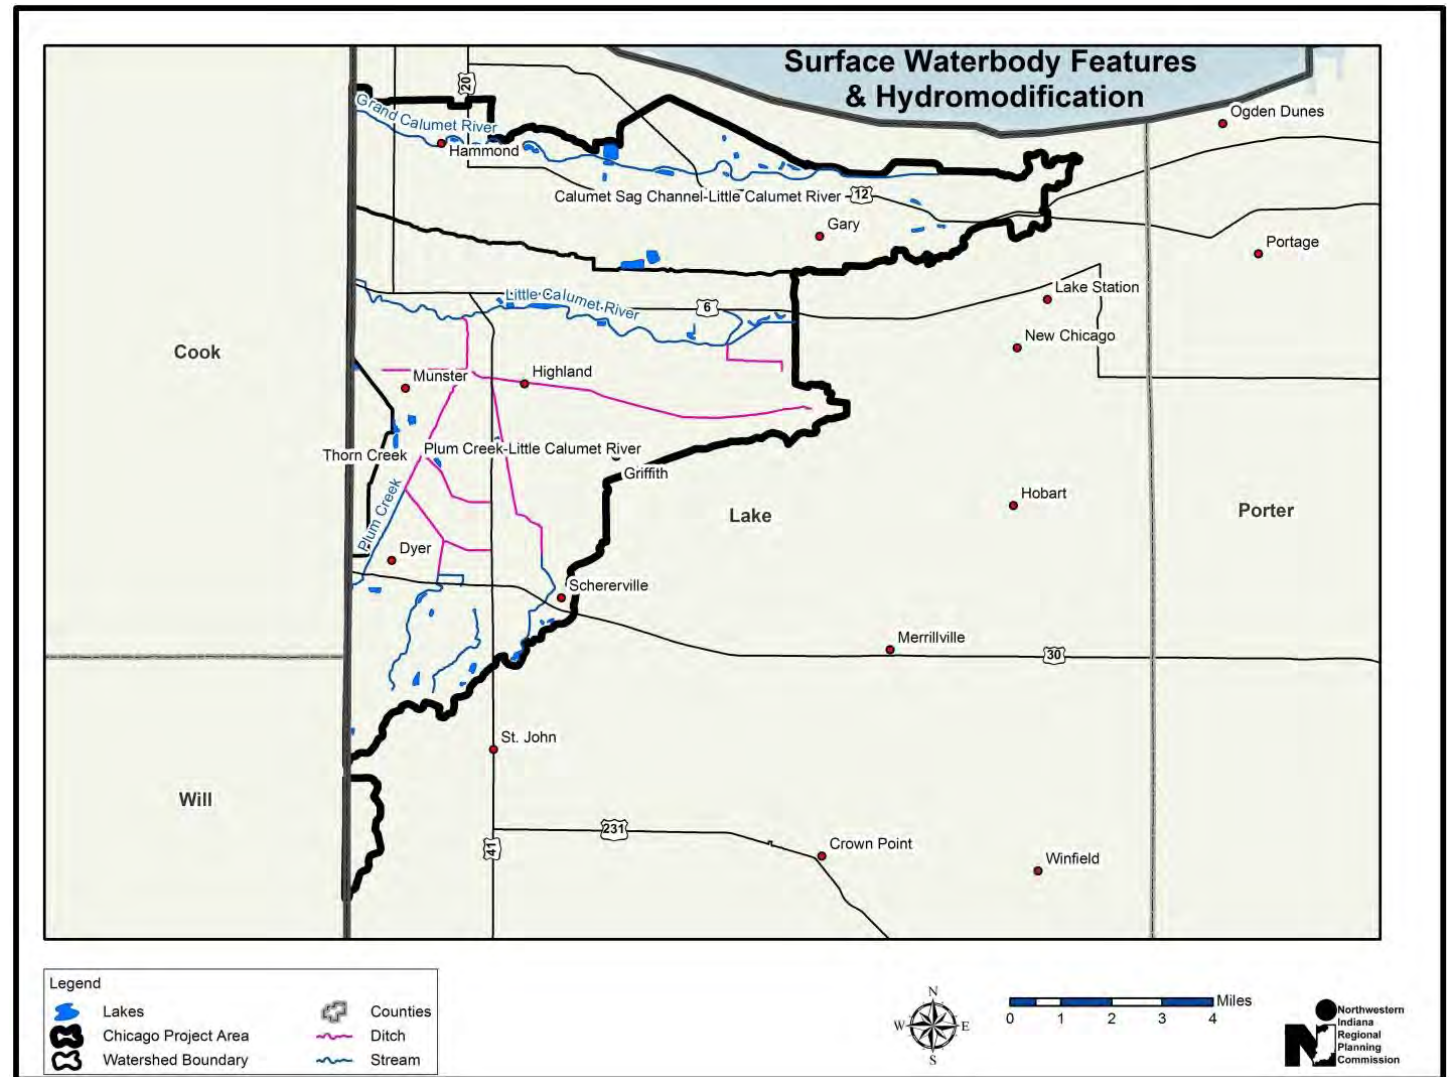 Surface Waterbody Features
& Hydromodification
20
Ogden Dunes
Grand Calumet River
Hammond
Calumet Sag Channel-Little Calumet River
12
Gary
Portage
Lake Station
Little Calumet River
6
New Chicago
Cook
Munster
Highland
Thorn Creek
Plum Creek-Little Calumet River
Griffith
Plum Creek
Hobart
Lake
Porter
Dyer
Schererville
Merrillville
30
St. John
Will
231
41
Crown Point
Winfield
Legend
Lakes
Chicago Project Area
Watershed Boundary
Counties
Ditch
Stream
N
W
E
S
Miles
0 1 2 3 4
Northwestern
Indiana
Regional
Planning
Commission